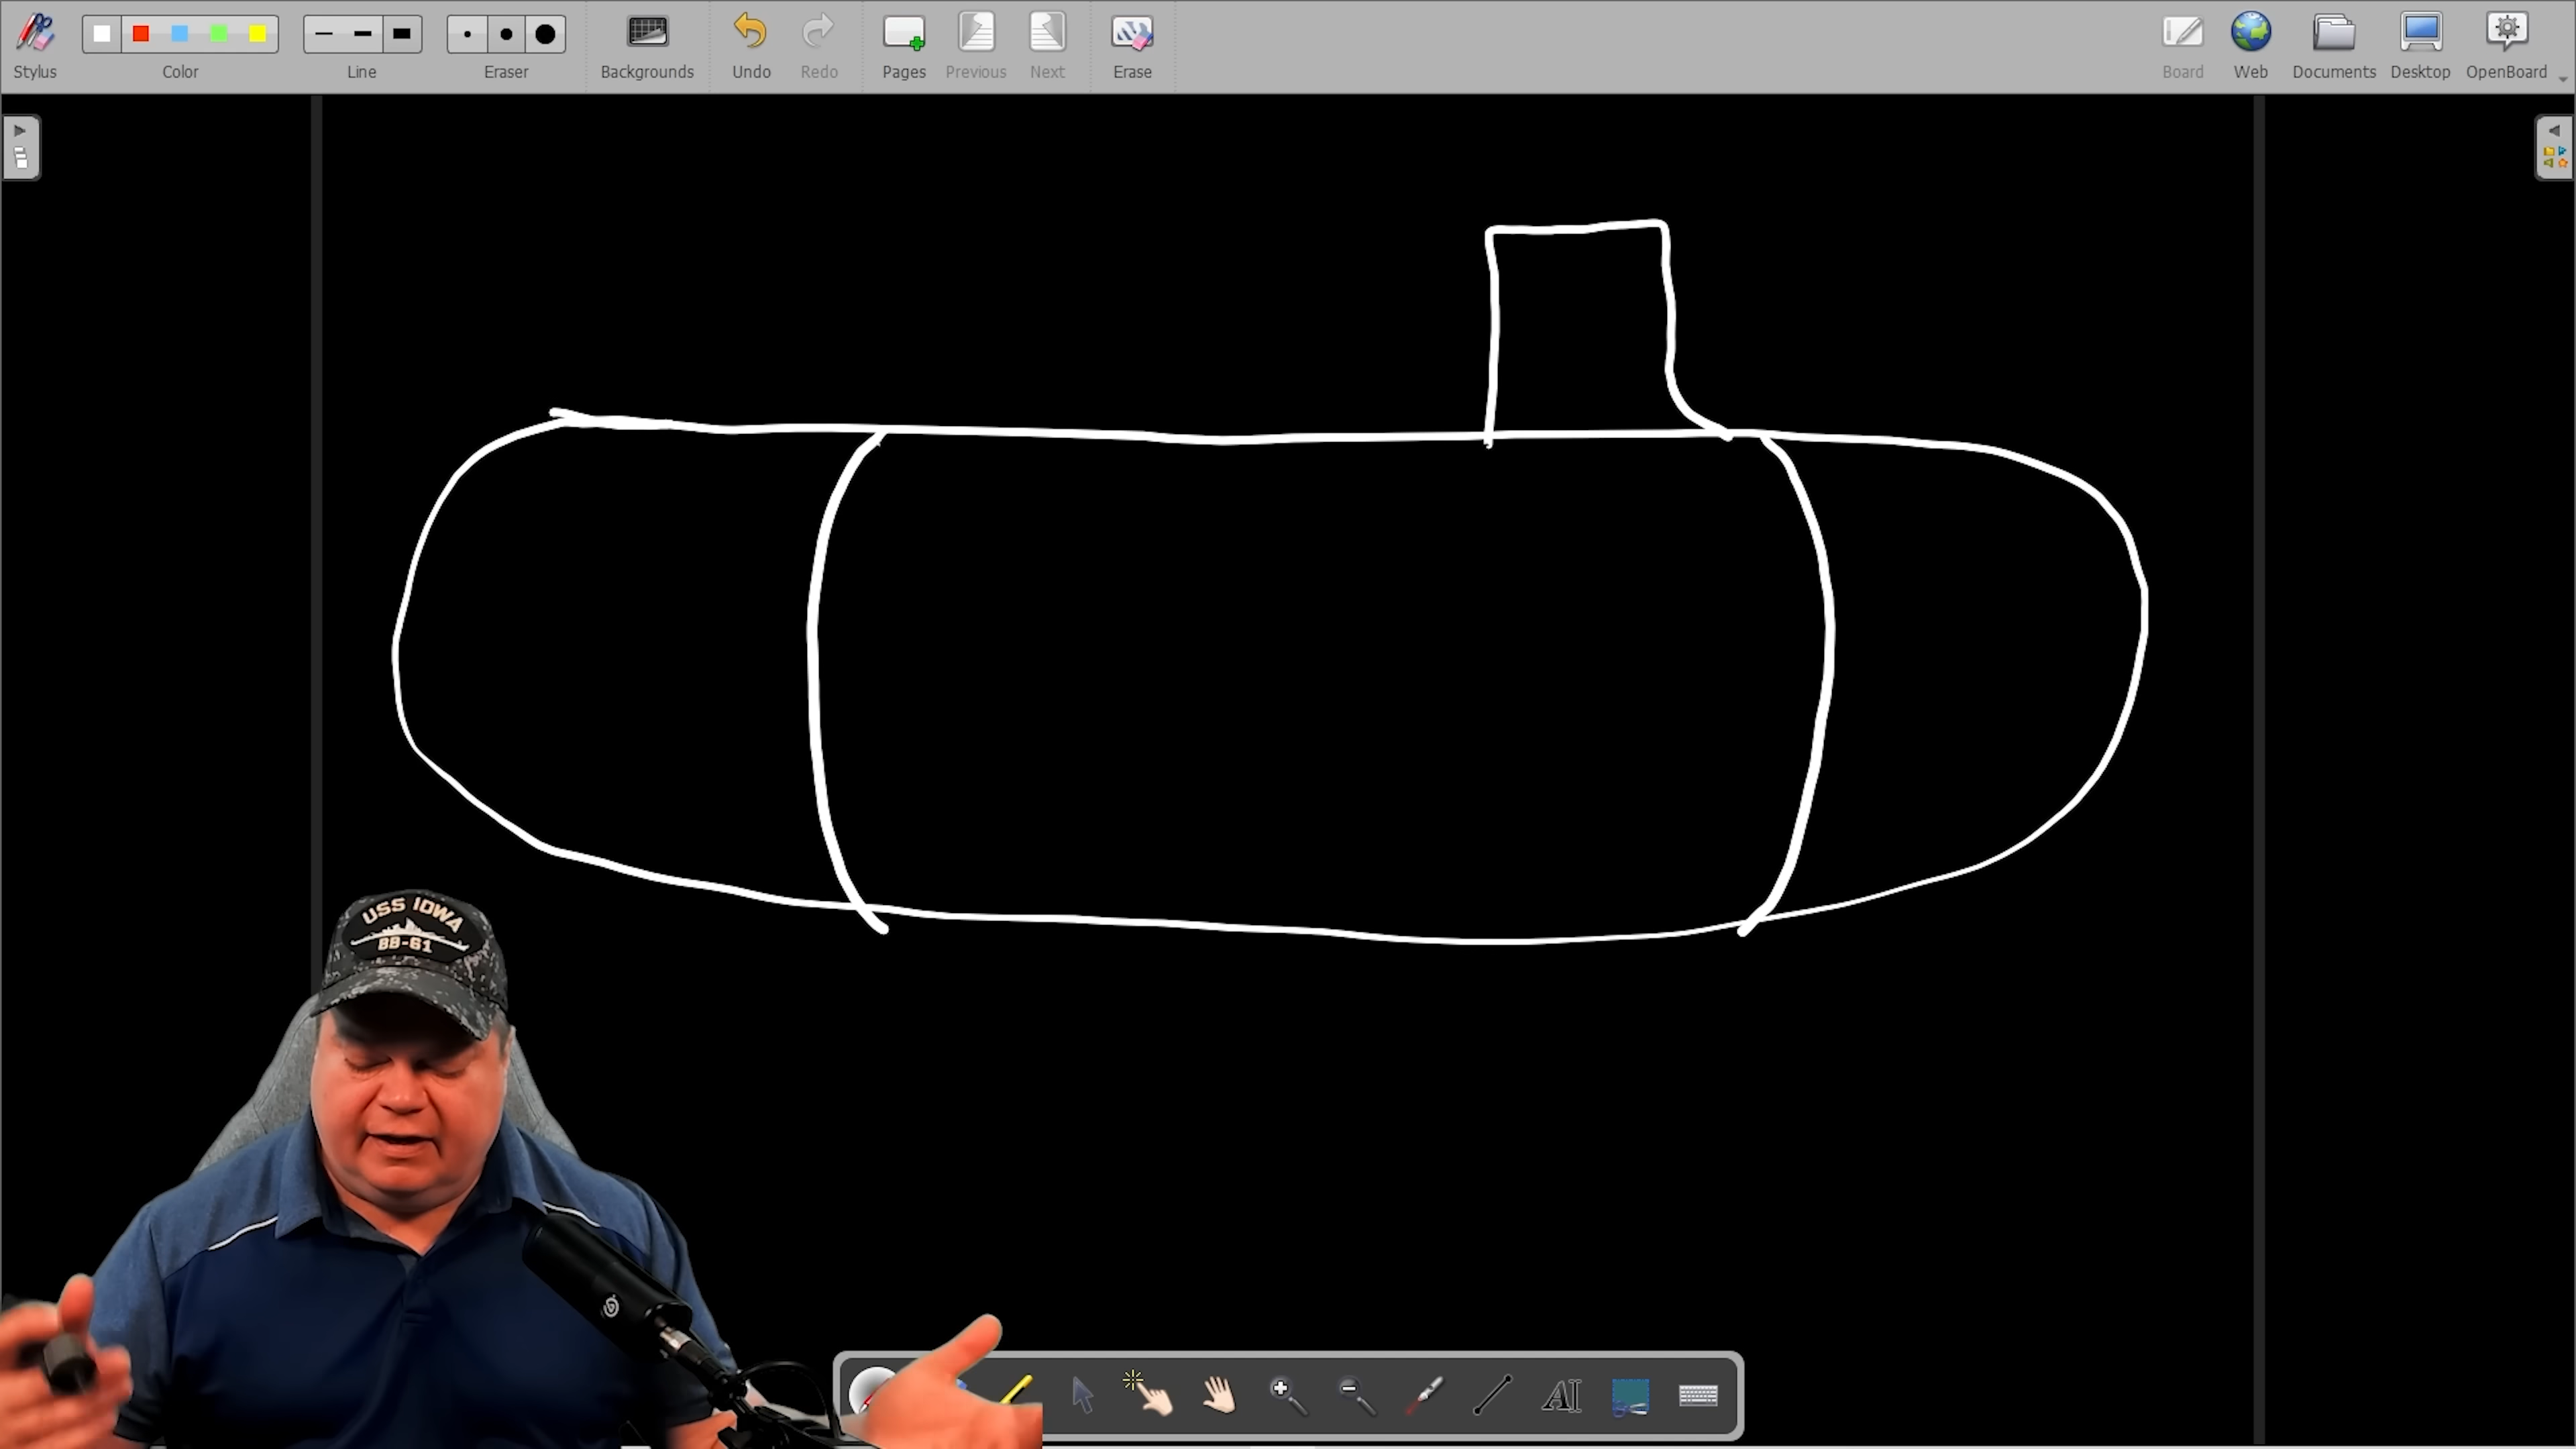 Stylus
Color
Line
Eraser
Backgrounds
Undo
Redo
Pages
Previous
Next
Erase
Board
Web
Documents
Desktop
OpenBoard
USS IOWA
BB-61
AI